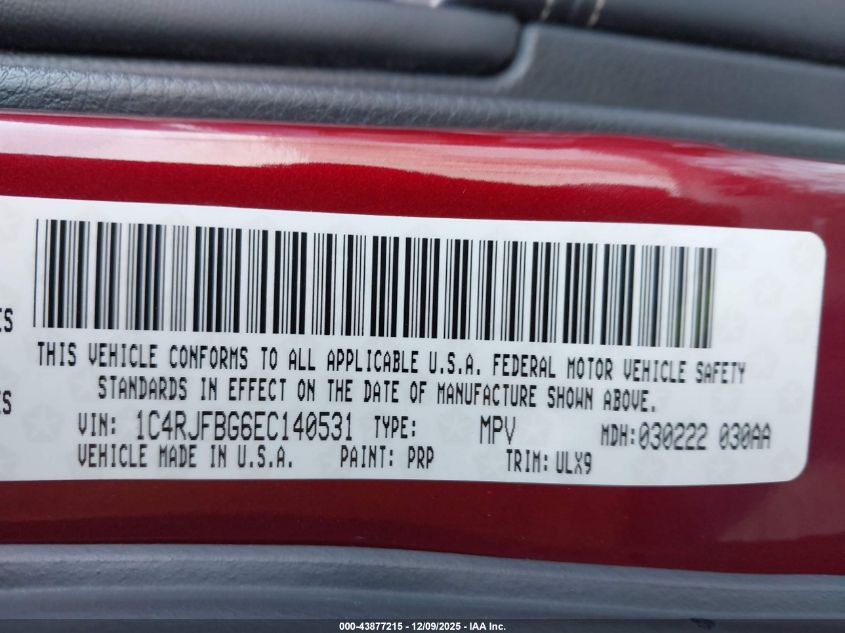 ES
THIS VEHICLE CONFORMS TO ALL APPLICABLE U.S.A. FEDERAL MOTOR VEHICLE SAFETY
STANDARDS IN EFFECT ON THE DATE OF MANUFACTURE SHOWN ABOVE.
ES
VIN: 1C4RJFBG6EC140531 TYPE: MPV MDH:030222 030AA
VEHICLE MADE IN U.S.A. PAINT: PRP TRIM: ULX9
000-43877215 - 12/09/2025 - IAA Inc.